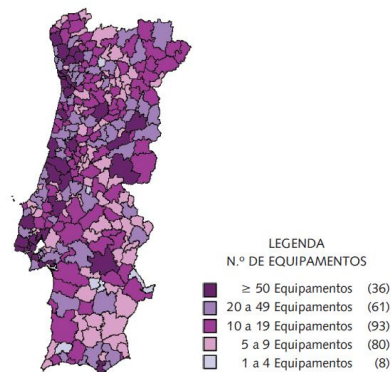 LEGENDA
N.º DE EQUIPAMENTOS
≥ 50 Equipamentos (36)
20 a 49 Equipamentos (61)
10 a 19 Equipamentos (93)
5 a 9 Equipamentos (80)
1 a 4 Equipamentos (8)